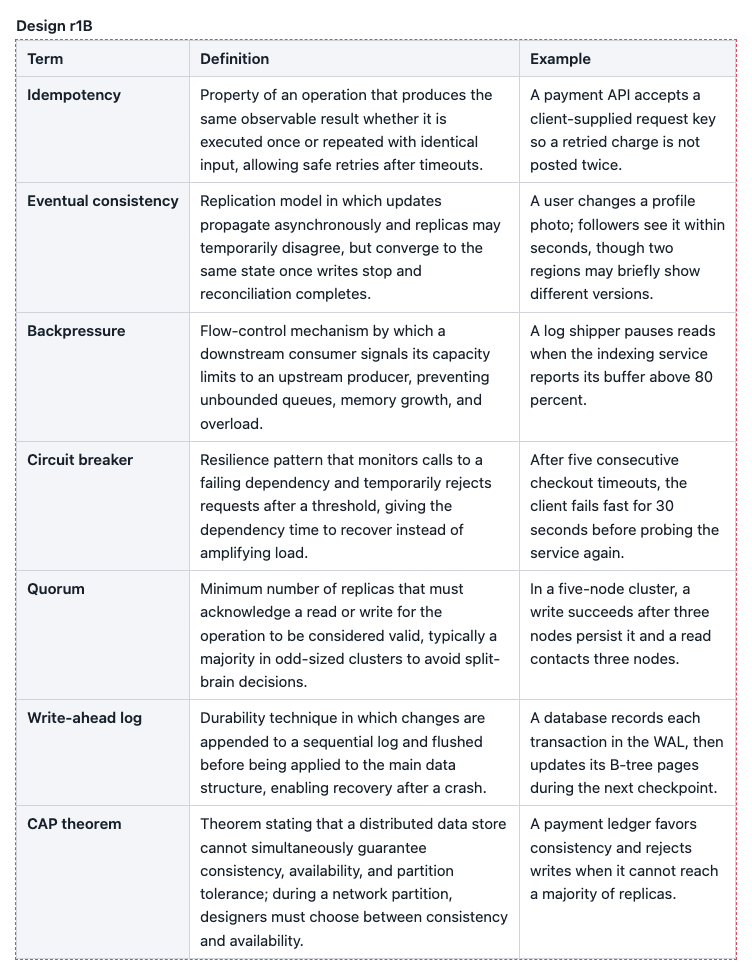 Design r1B
Term
Definition
Example
Idempotency
Property of an operation that produces the
same observable result whether it is
executed once or repeated with identical
input, allowing safe retries after timeouts.
A payment API accepts a
client-supplied request key
so a retried charge is not
posted twice.
Eventual consistency
Replication model in which updates
propagate asynchronously and replicas may
temporarily disagree, but converge to the
same state once writes stop and
reconciliation completes.
A user changes a profile
photo; followers see it within
seconds, though two
regions may briefly show
different versions.
Backpressure
Flow-control mechanism by which a
downstream consumer signals its capacity
limits to an upstream producer, preventing
unbounded queues, memory growth, and
overload.
A log shipper pauses reads
when the indexing service
reports its buffer above 80
percent.
Circuit breaker
Resilience pattern that monitors calls to a
failing dependency and temporarily rejects
requests after a threshold, giving the
dependency time to recover instead of
amplifying load.
After five consecutive
checkout timeouts, the
client fails fast for 30
seconds before probing the
service again.
Quorum
Minimum number of replicas that must
acknowledge a read or write for the
operation to be considered valid, typically a
majority in odd-sized clusters to avoid split-
brain decisions.
In a five-node cluster, a
write succeeds after three
nodes persist it and a read
contacts three nodes.
Write-ahead log
Durability technique in which changes are
appended to a sequential log and flushed
before being applied to the main data
structure, enabling recovery after a crash.
A database records each
transaction in the WAL, then
updates its B-tree pages
during the next checkpoint.
CAP theorem
Theorem stating that a distributed data store
cannot simultaneously guarantee
consistency, availability, and partition
tolerance; during a network partition,
designers must choose between consistency
and availability.
A payment ledger favors
consistency and rejects
writes when it cannot reach
a majority of replicas.